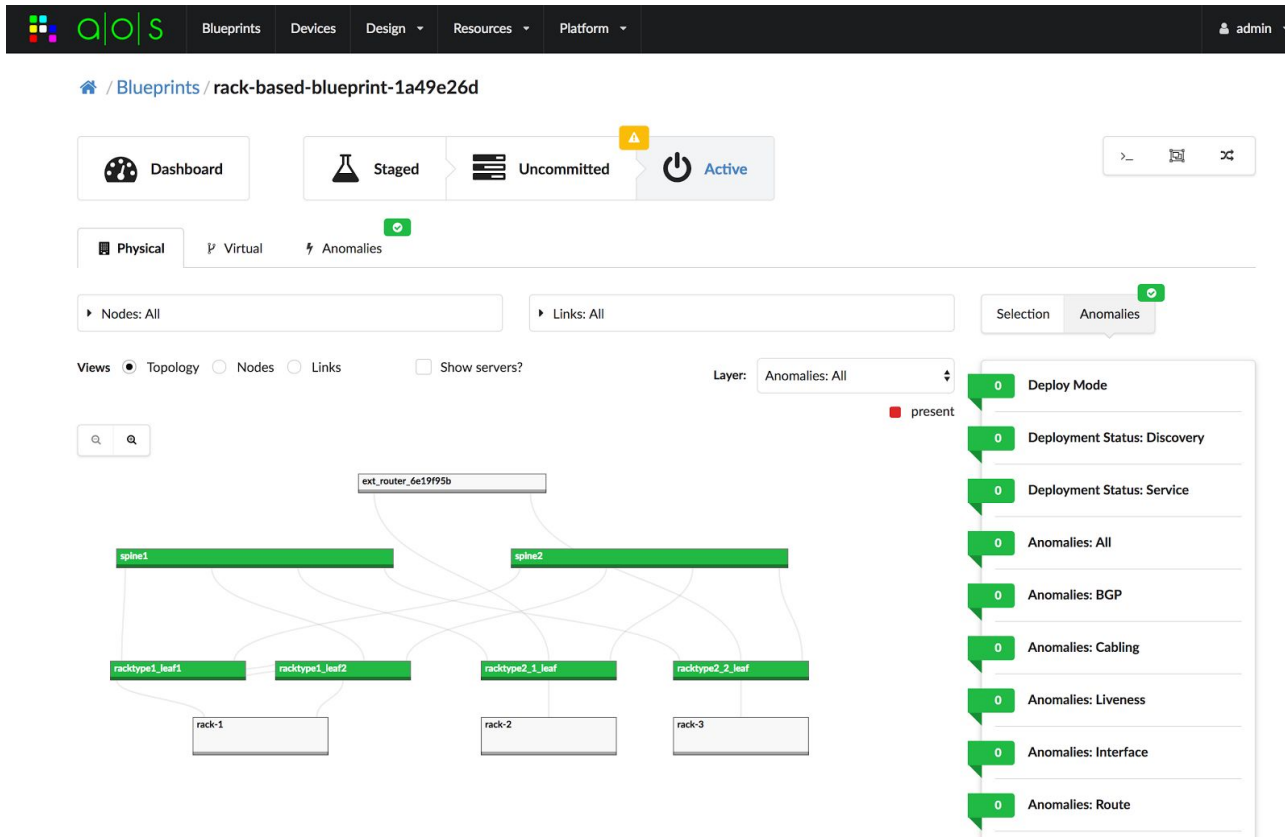 a|o|s Blueprints Devices Design Resources Platform admin
/ Blueprints / rack-based-blueprint-1a49e26d
Dashboard Staged Uncommitted Active
>_
Physical Virtual Anomalies
Nodes: All Links: All Selection Anomalies
Views Topology Nodes Links Show servers? Layer: Anomalies: All
present
ext_router_6e19f95b
spine1 spine2
racktype1_leaf1 racktype1_leaf2 racktype2_1_leaf racktype2_2_leaf
rack-1 rack-2 rack-3
0 Deploy Mode
0 Deployment Status: Discovery
0 Deployment Status: Service
0 Anomalies: All
0 Anomalies: BGP
0 Anomalies: Cabling
0 Anomalies: Liveness
0 Anomalies: Interface
0 Anomalies: Route